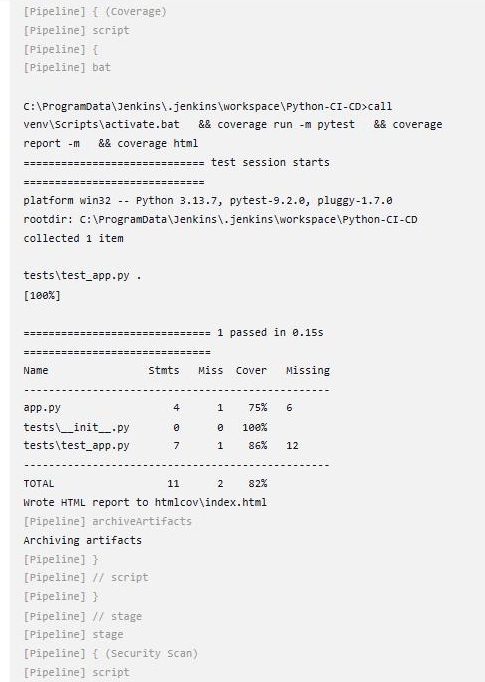 [Pipeline] { (Coverage)
[Pipeline] script
[Pipeline] {
[Pipeline] bat
C:\ProgramData\Jenkins\.jenkins\workspace\Python-CI-CD>call
venv\Scripts\activate.bat   && coverage run -m pytest   && coverage
report -m   && coverage html
============================= test session starts
=============================
platform win32 -- Python 3.13.7, pytest-9.2.0, pluggy-1.7.0
rootdir: C:\ProgramData\Jenkins\.jenkins\workspace\Python-CI-CD
collected 1 item
tests\test_app.py .
[100%]
============================== 1 passed in 0.15s
==============================
Name                Stmts   Miss  Cover   Missing
-------------------------------------------------
app.py                  4      1    75%   6
tests\__init__.py       0      0   100%
tests\test_app.py       7      1    86%   12
-------------------------------------------------
TOTAL                  11      2    82%
Wrote HTML report to htmlcov\index.html
[Pipeline] archiveArtifacts
Archiving artifacts
[Pipeline] }
[Pipeline] // script
[Pipeline] }
[Pipeline] // stage
[Pipeline] stage
[Pipeline] { (Security Scan)
[Pipeline] script